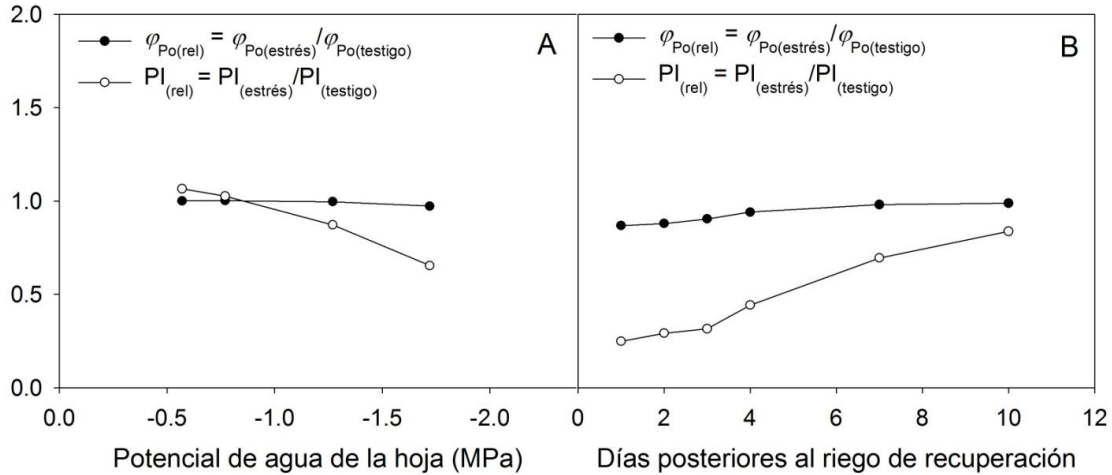 2.0
φPo(rel) = φPo(estrés)/φPo(testigo)
PI(rel) = PI(estrés)/PI(testigo)
A
φPo(rel) = φPo(estrés)/φPo(testigo)
PI(rel) = PI(estrés)/PI(testigo)
B
1.5
1.0
0.5
0.0
0.0 -0.5 -1.0 -1.5 -2.0
0 2 4 6 8 10 12
Potencial de agua de la hoja (MPa)
Días posteriores al riego de recuperación